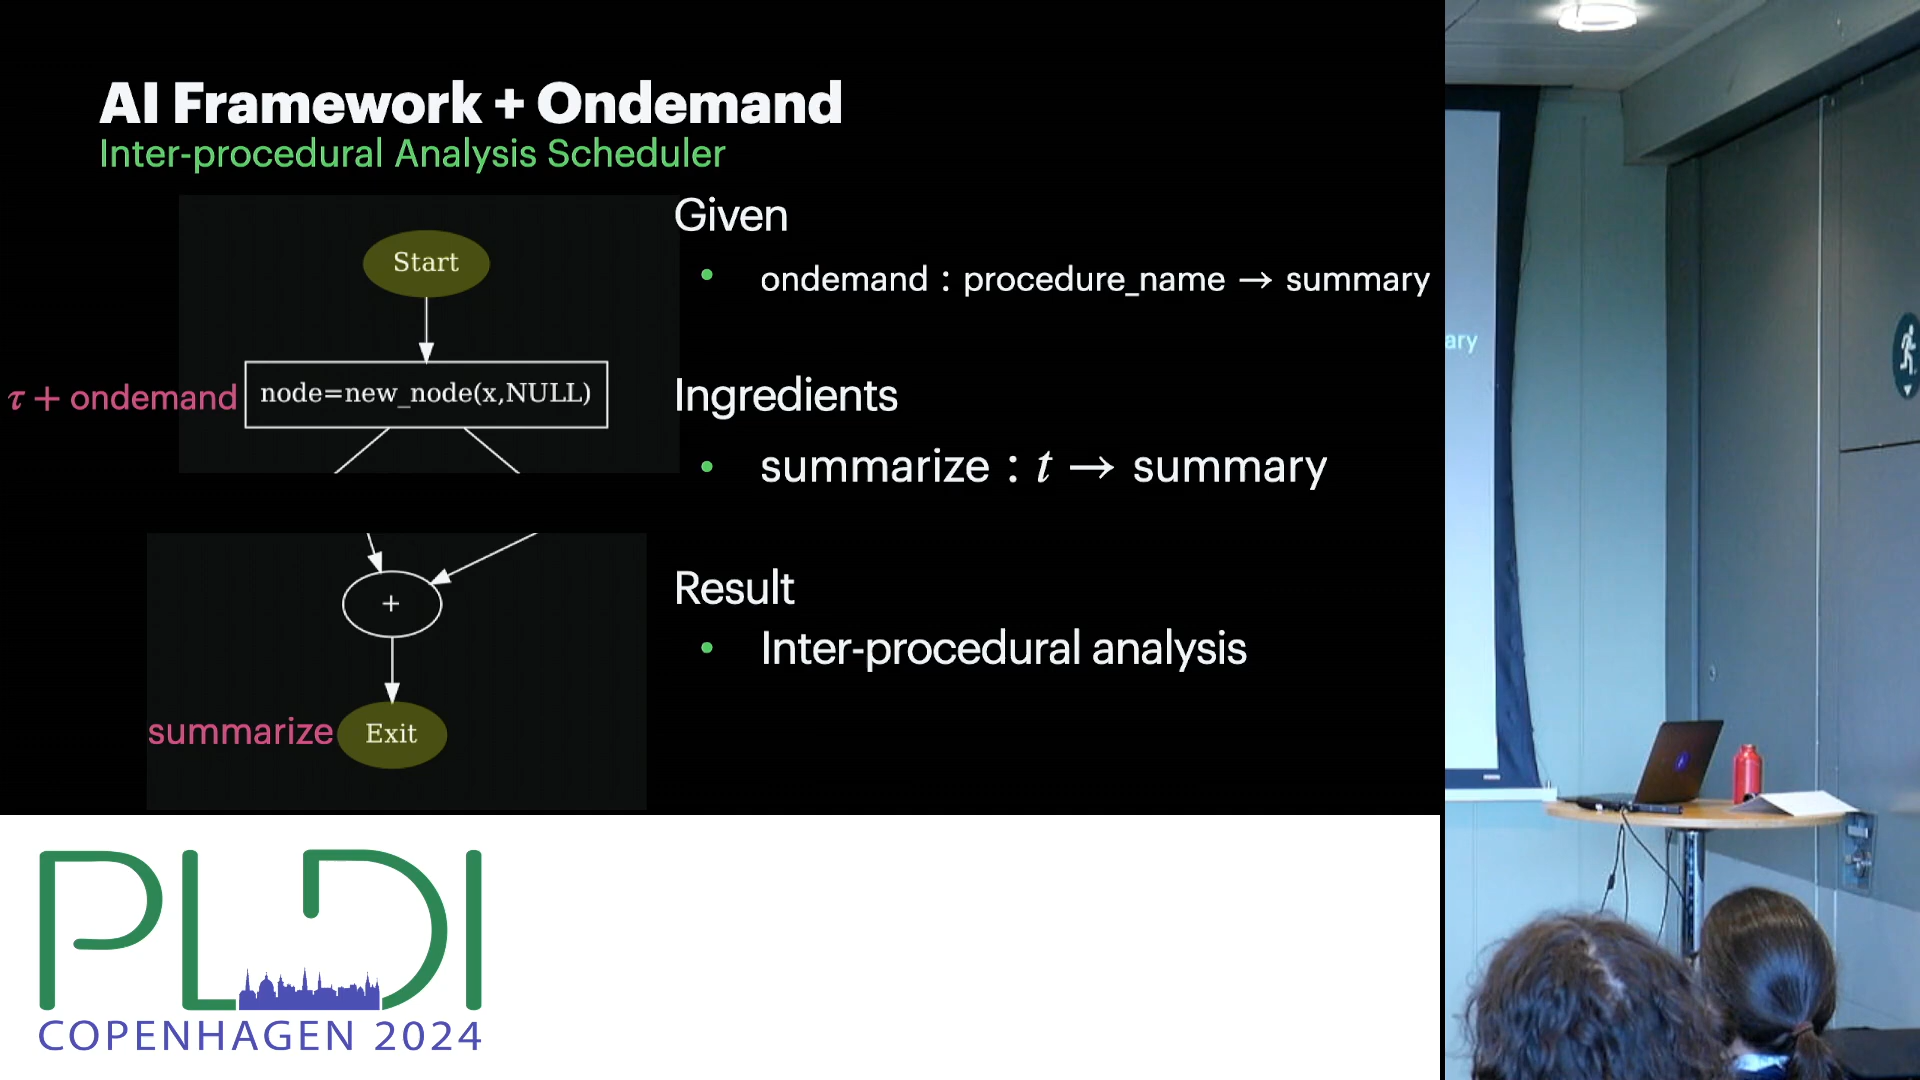 AI Framework + Ondemand
Inter-procedural Analysis Scheduler
Given
• ondemand : procedure_name → summary
Ingredients
• summarize : t → summary
Result
• Inter-procedural analysis
Start
τ + ondemand
node=new_node(x,NULL)
+
summarize
Exit
ary
PLDI
COPENHAGEN 2024